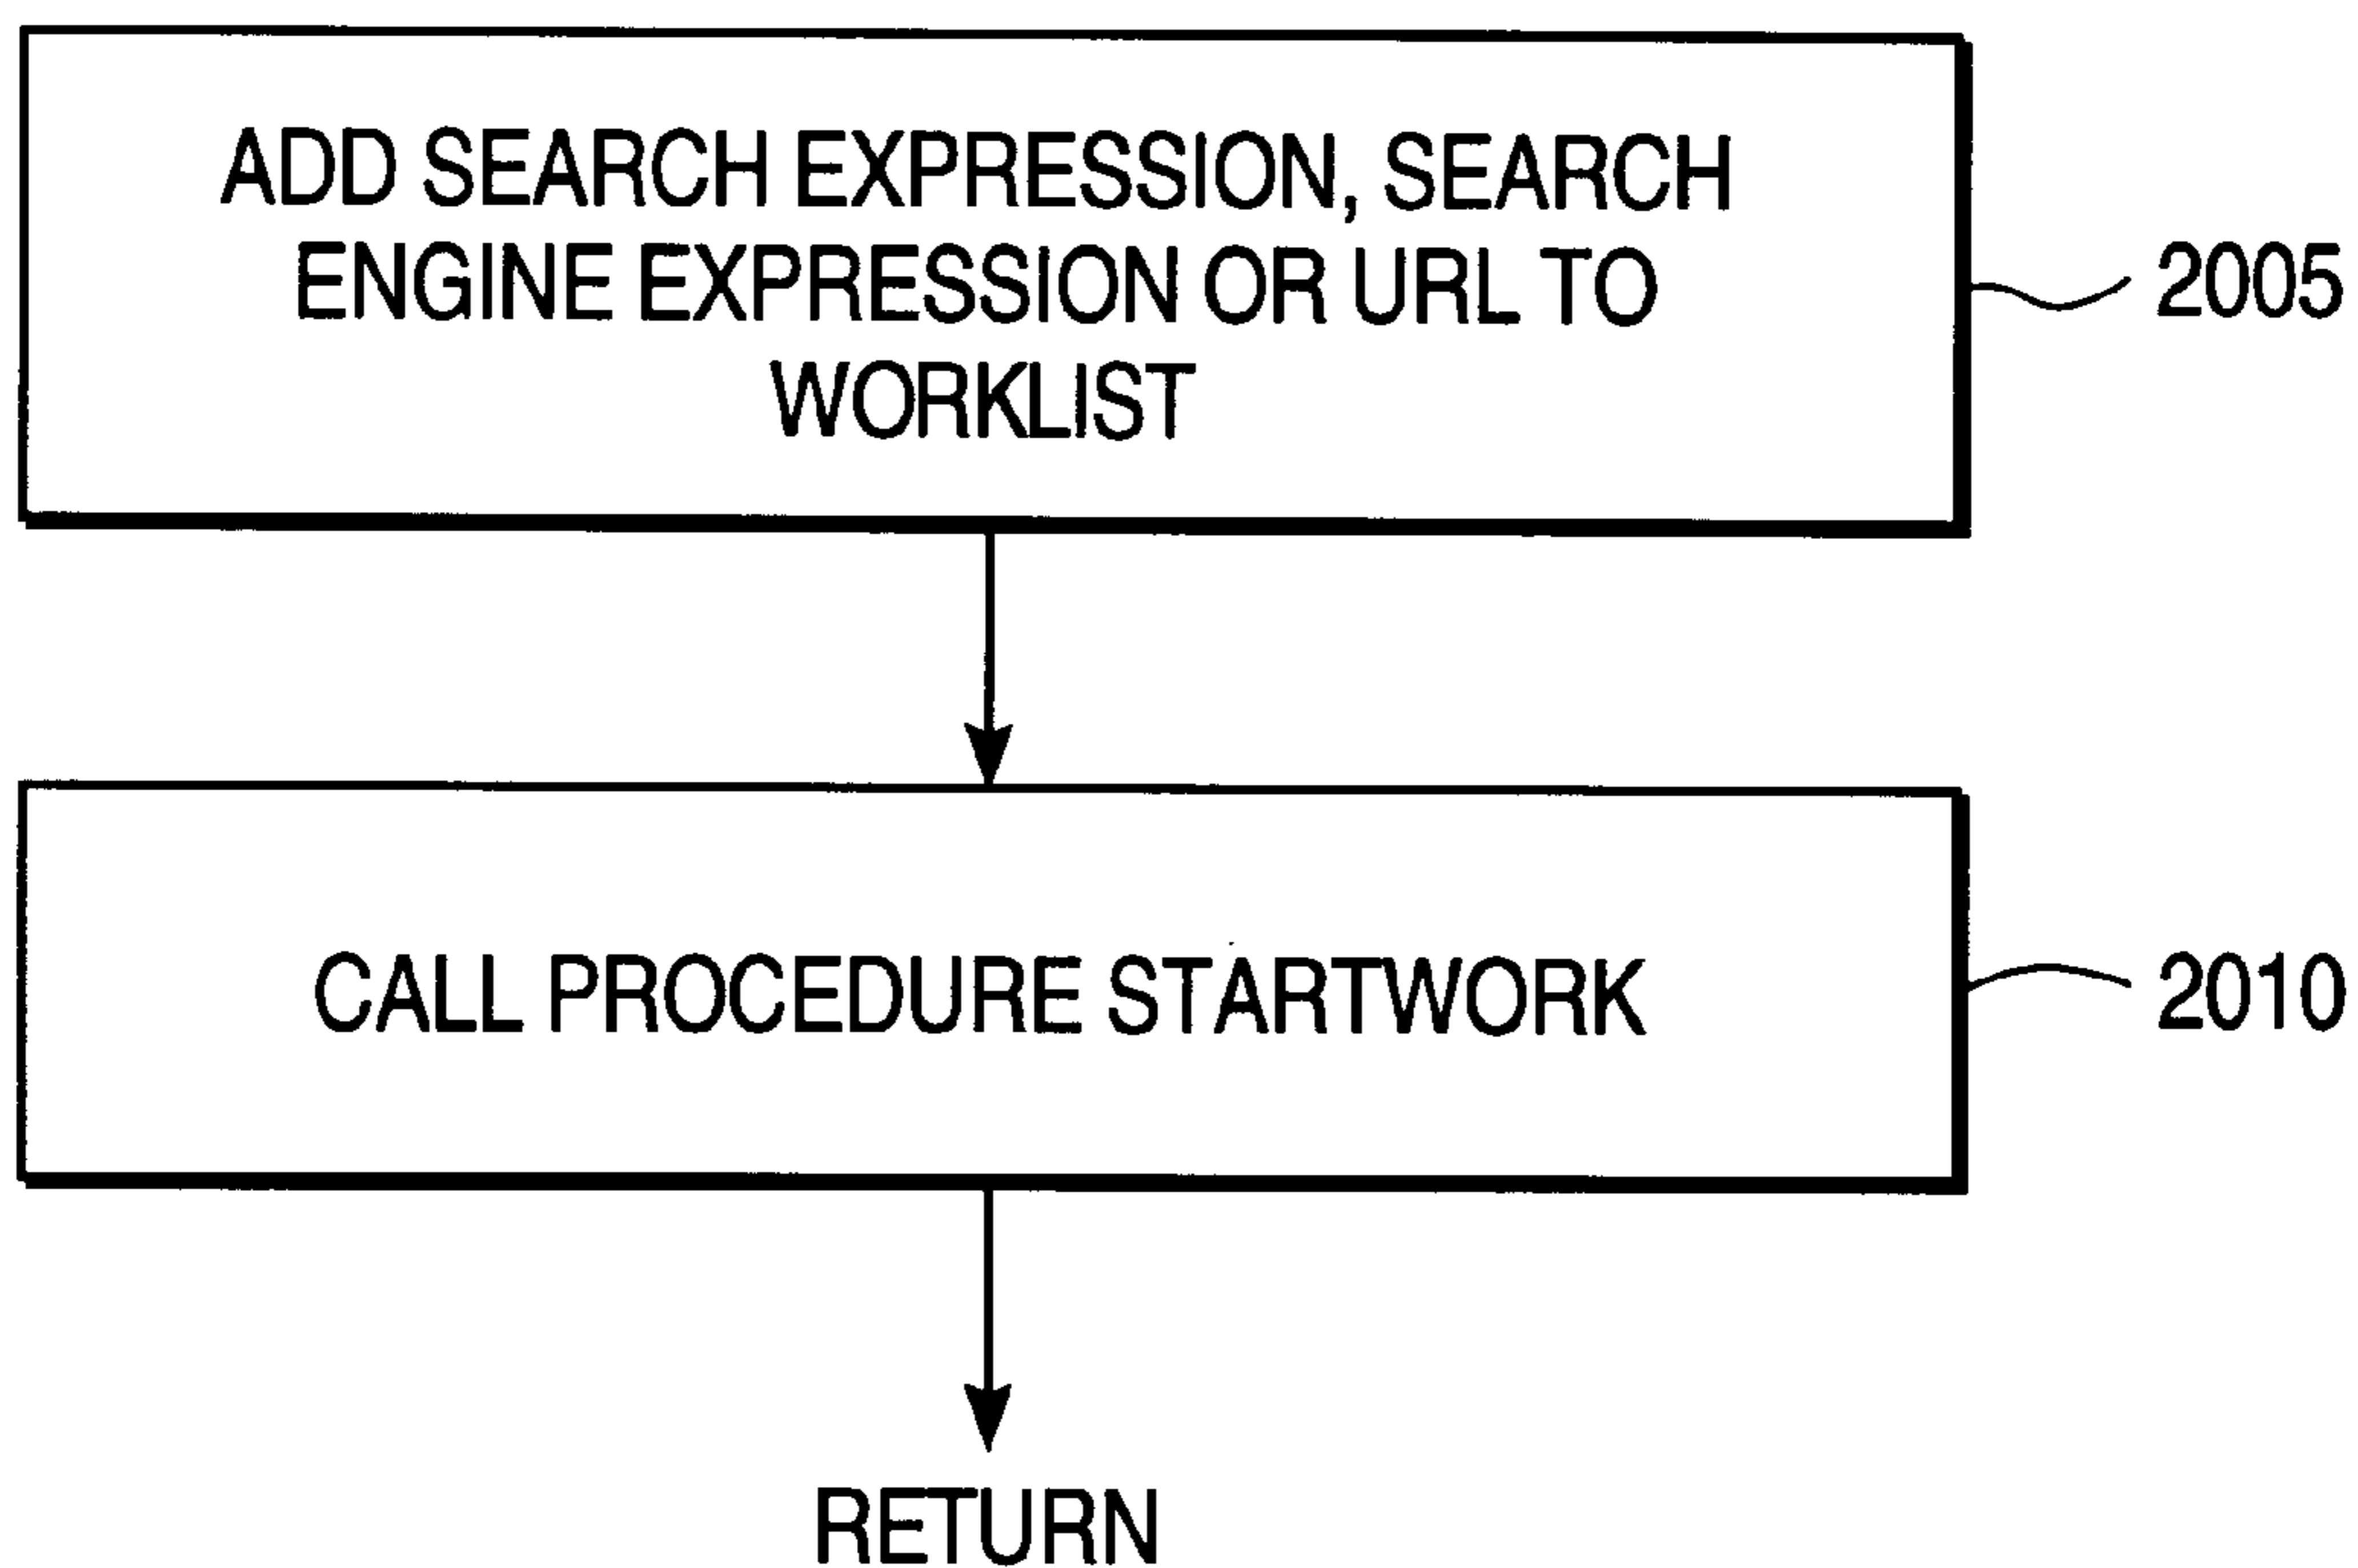 ADD SEARCH EXPRESSION, SEARCH
ENGINE EXPRESSION OR URL TO
WORKLIST
2005
CALL PROCEDURE STARTWORK
2010
RETURN